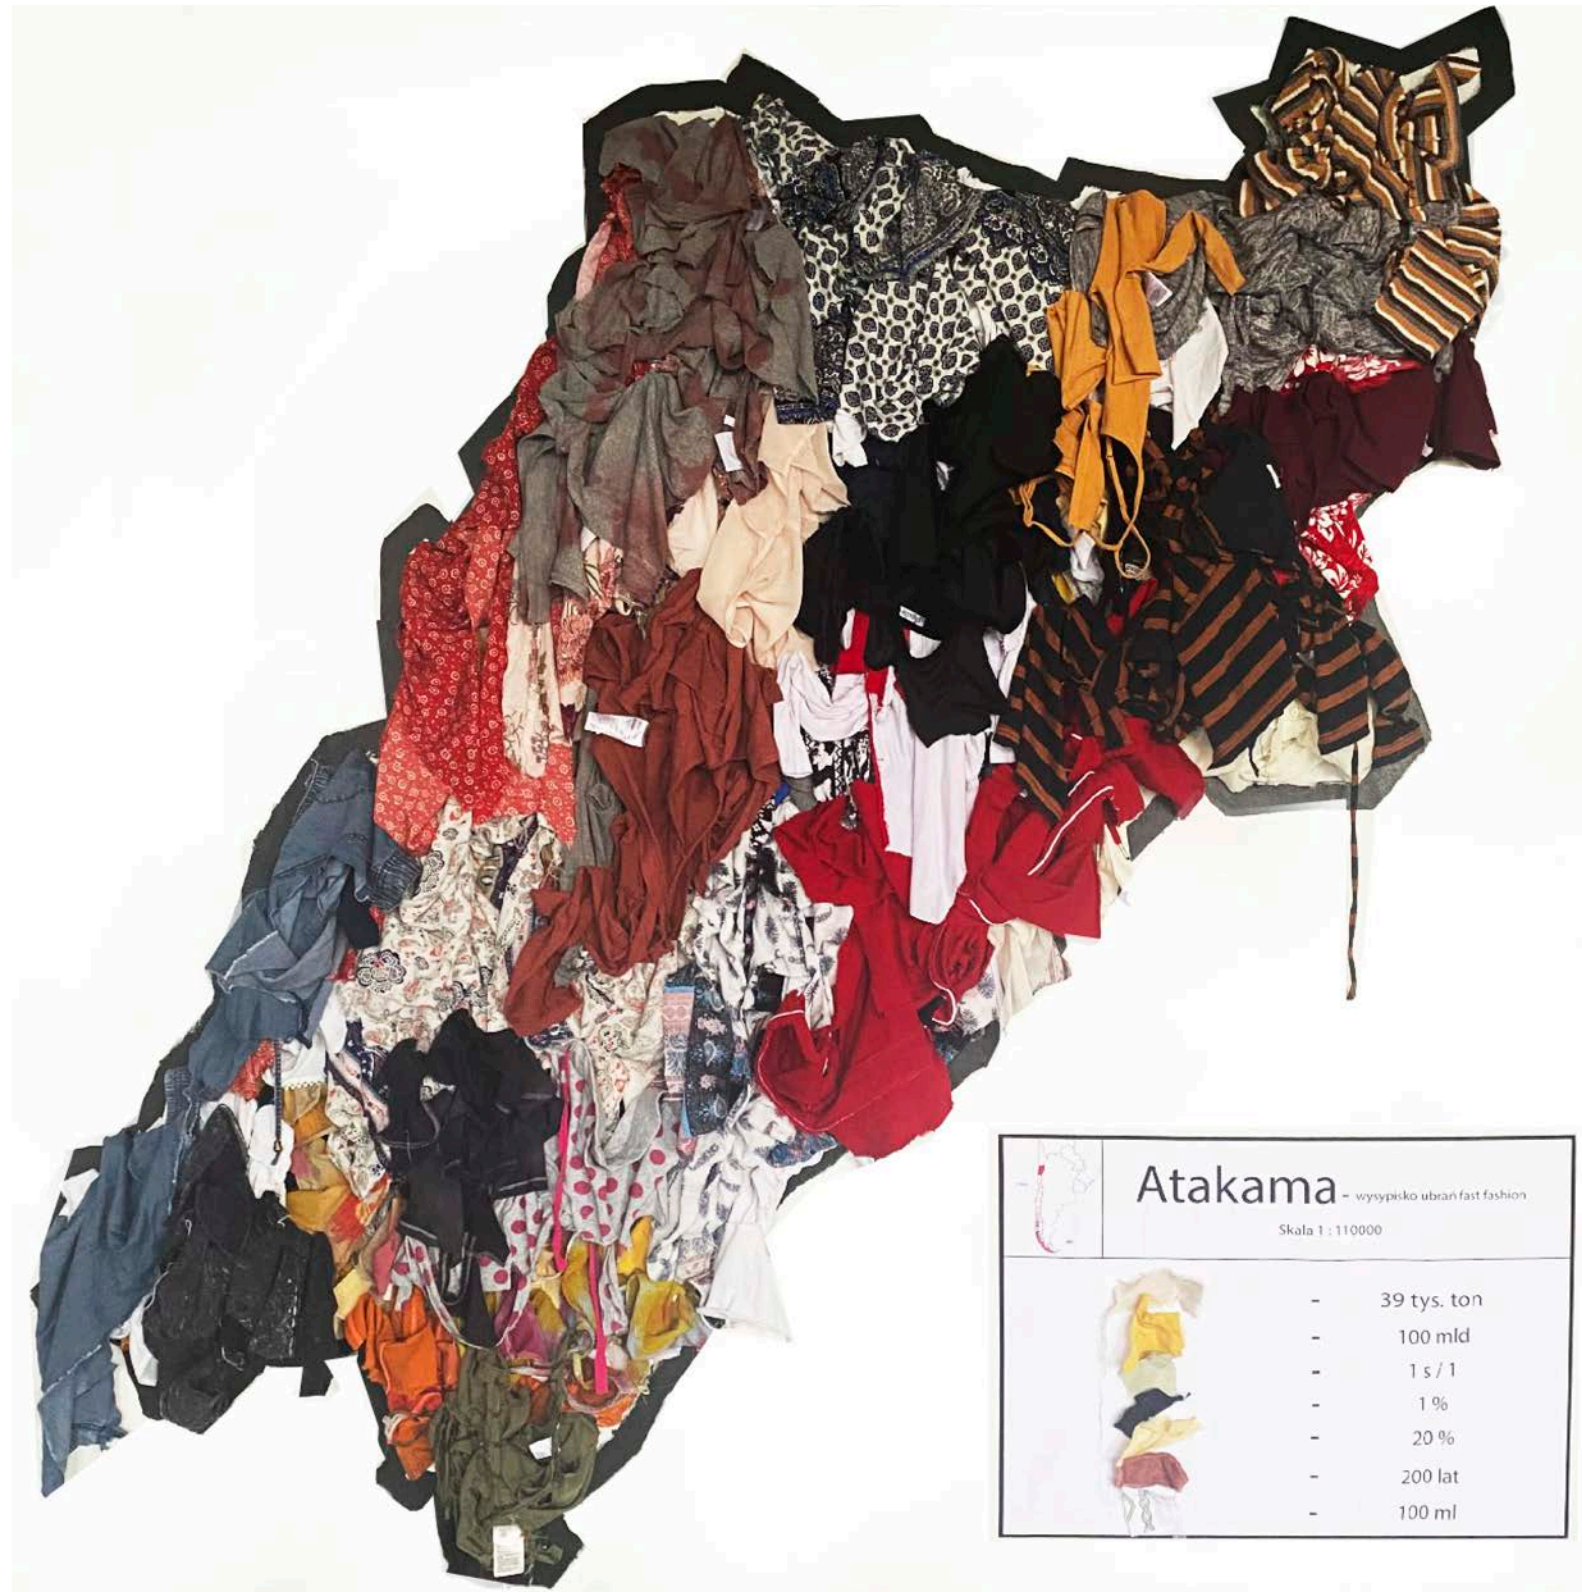 Atakama - wysypisko ubrań fast fashion
Skala 1 : 110000
- 39 tys. ton
- 100 mld
- 1 s / 1
- 1 %
- 20 %
- 200 lat
- 100 ml